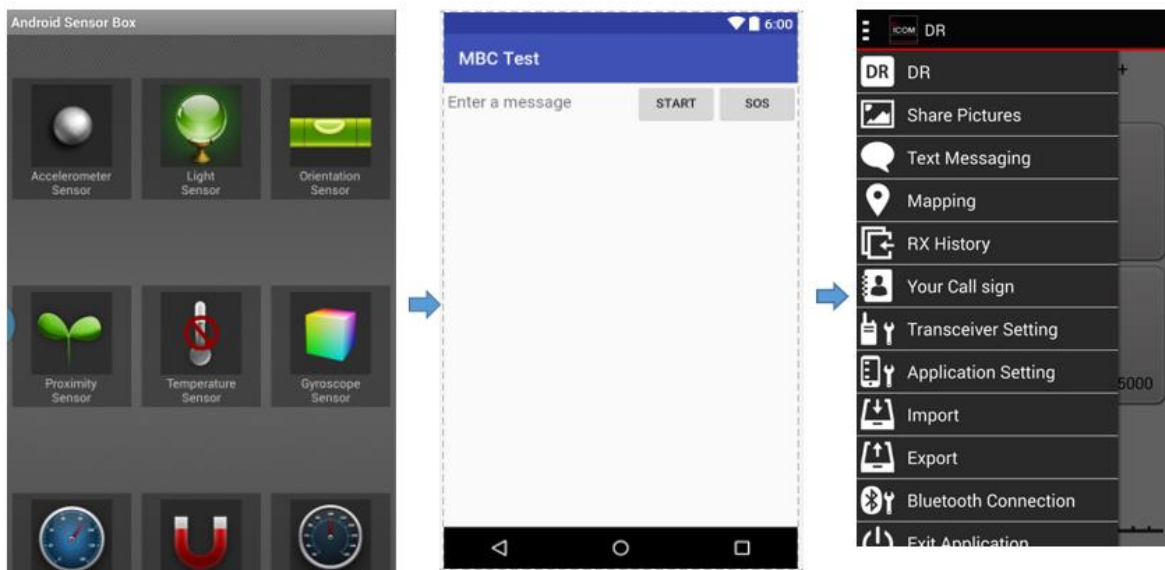 Android Sensor Box
Accelerometer
Sensor
Light
Sensor
Orientation
Sensor
Proximity
Sensor
Temperature
Sensor
Gyroscope
Sensor
6:00
MBC Test
Enter a message
START
SOS
ICOM DR
DR DR
Share Pictures
Text Messaging
Mapping
RX History
Your Call sign
Transceiver Setting
5000
Application Setting
Import
Export
Bluetooth Connection
Exit Application